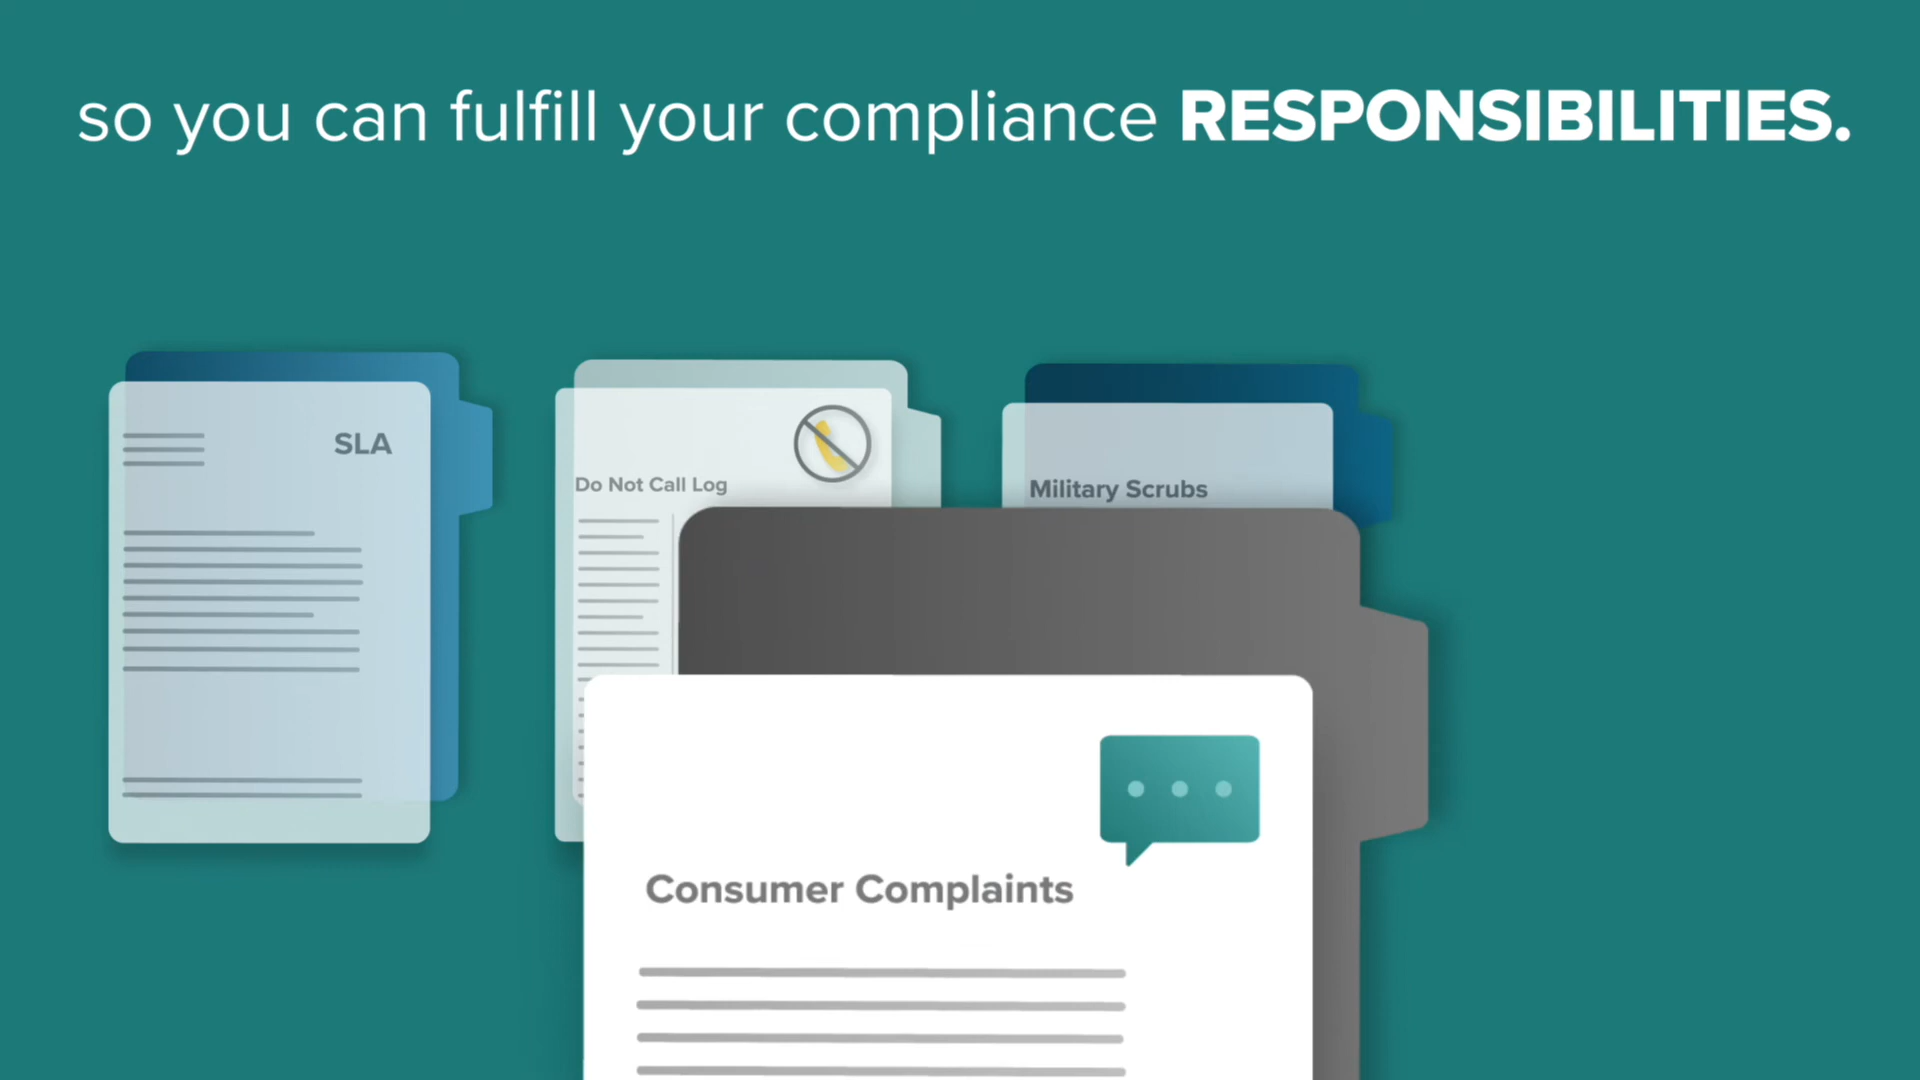 so you can fulfill your compliance RESPONSIBILITIES.
SLA
Do Not Call Log
Military Scrubs
Consumer Complaints